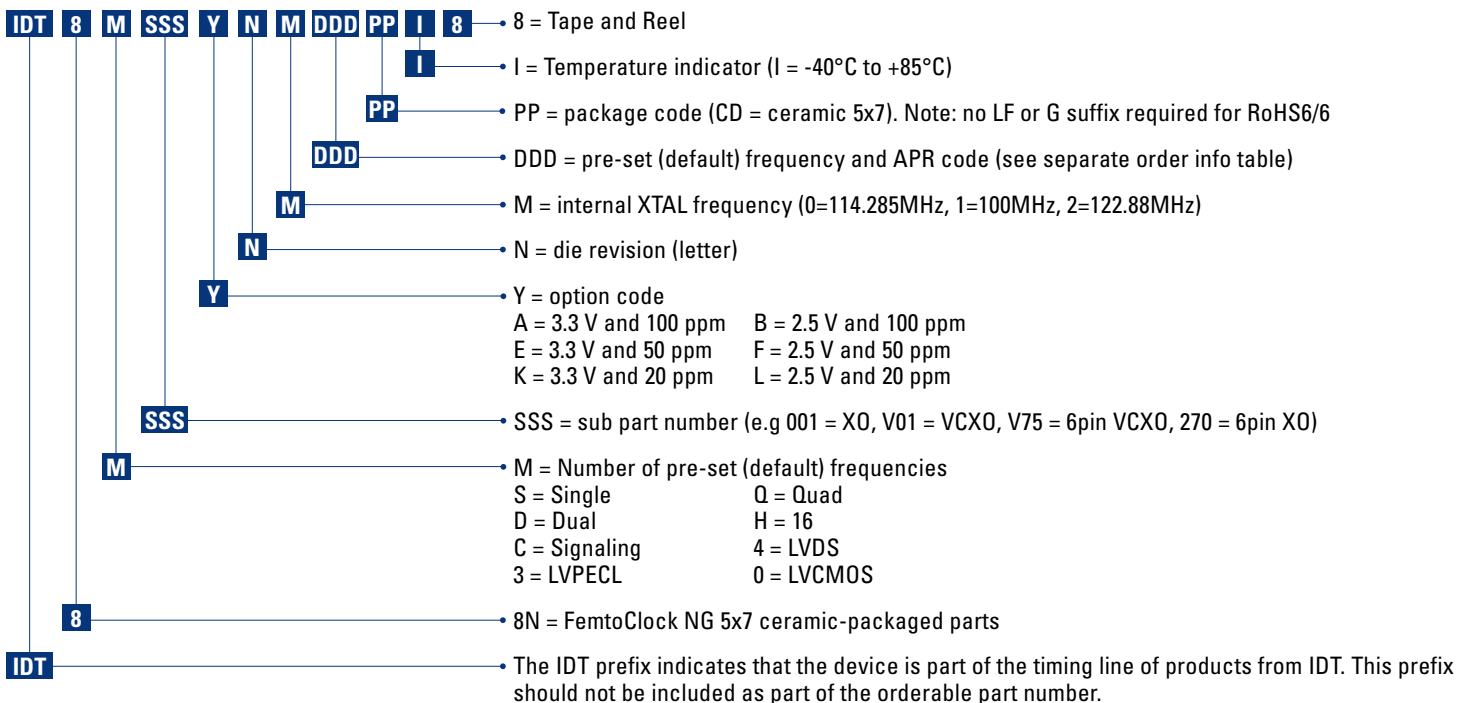 IDT 8 M SSS Y N M DDD PP I 8 • 8 = Tape and Reel
I • I = Temperature indicator (I = -40°C to +85°C)
PP • PP = package code (CD = ceramic 5x7). Note: no LF or G suffix required for RoHS6/6
DDD • DDD = pre-set (default) frequency and APR code (see separate order info table)
M • M = internal XTAL frequency (0=114.285MHz, 1=100MHz, 2=122.88MHz)
N • N = die revision (letter)
Y • Y = option code
A = 3.3 V and 100 ppm B = 2.5 V and 100 ppm
E = 3.3 V and 50 ppm F = 2.5 V and 50 ppm
K = 3.3 V and 20 ppm L = 2.5 V and 20 ppm
SSS • SSS = sub part number (e.g 001 = XO, V01 = VCXO, V75 = 6pin VCXO, 270 = 6pin XO)
M • M = Number of pre-set (default) frequencies
S = Single Q = Quad
D = Dual H = 16
C = Signaling 4 = LVDS
3 = LVPECL 0 = LVCMOS
8 • 8N = FemtoClock NG 5x7 ceramic-packaged parts
IDT • The IDT prefix indicates that the device is part of the timing line of products from IDT. This prefix
should not be included as part of the orderable part number.